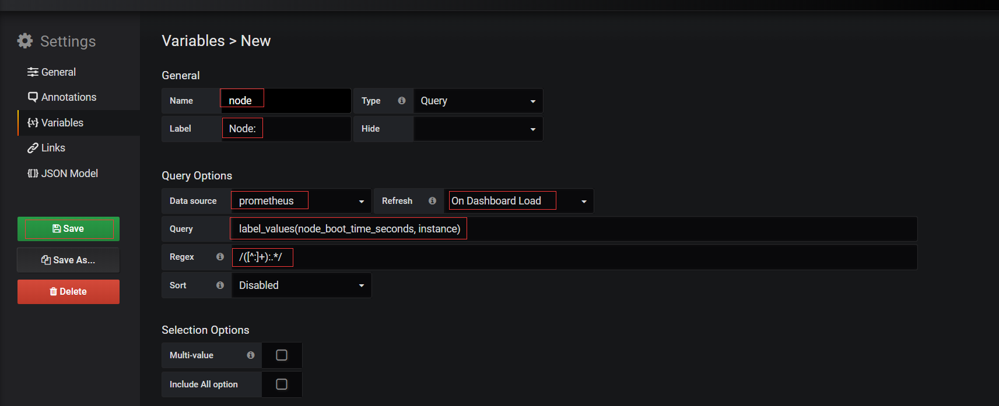 Settings
General
Annotations
Variables
Links
JSON Model
Save
Save As...
Delete
Variables > New
General
Name node Type Query
Label Node: Hide
Query Options
Data source prometheus Refresh On Dashboard Load
Query label_values(node_boot_time_seconds, instance)
Regex /([^:]+):.*/
Sort Disabled
Selection Options
Multi-value
Include All option